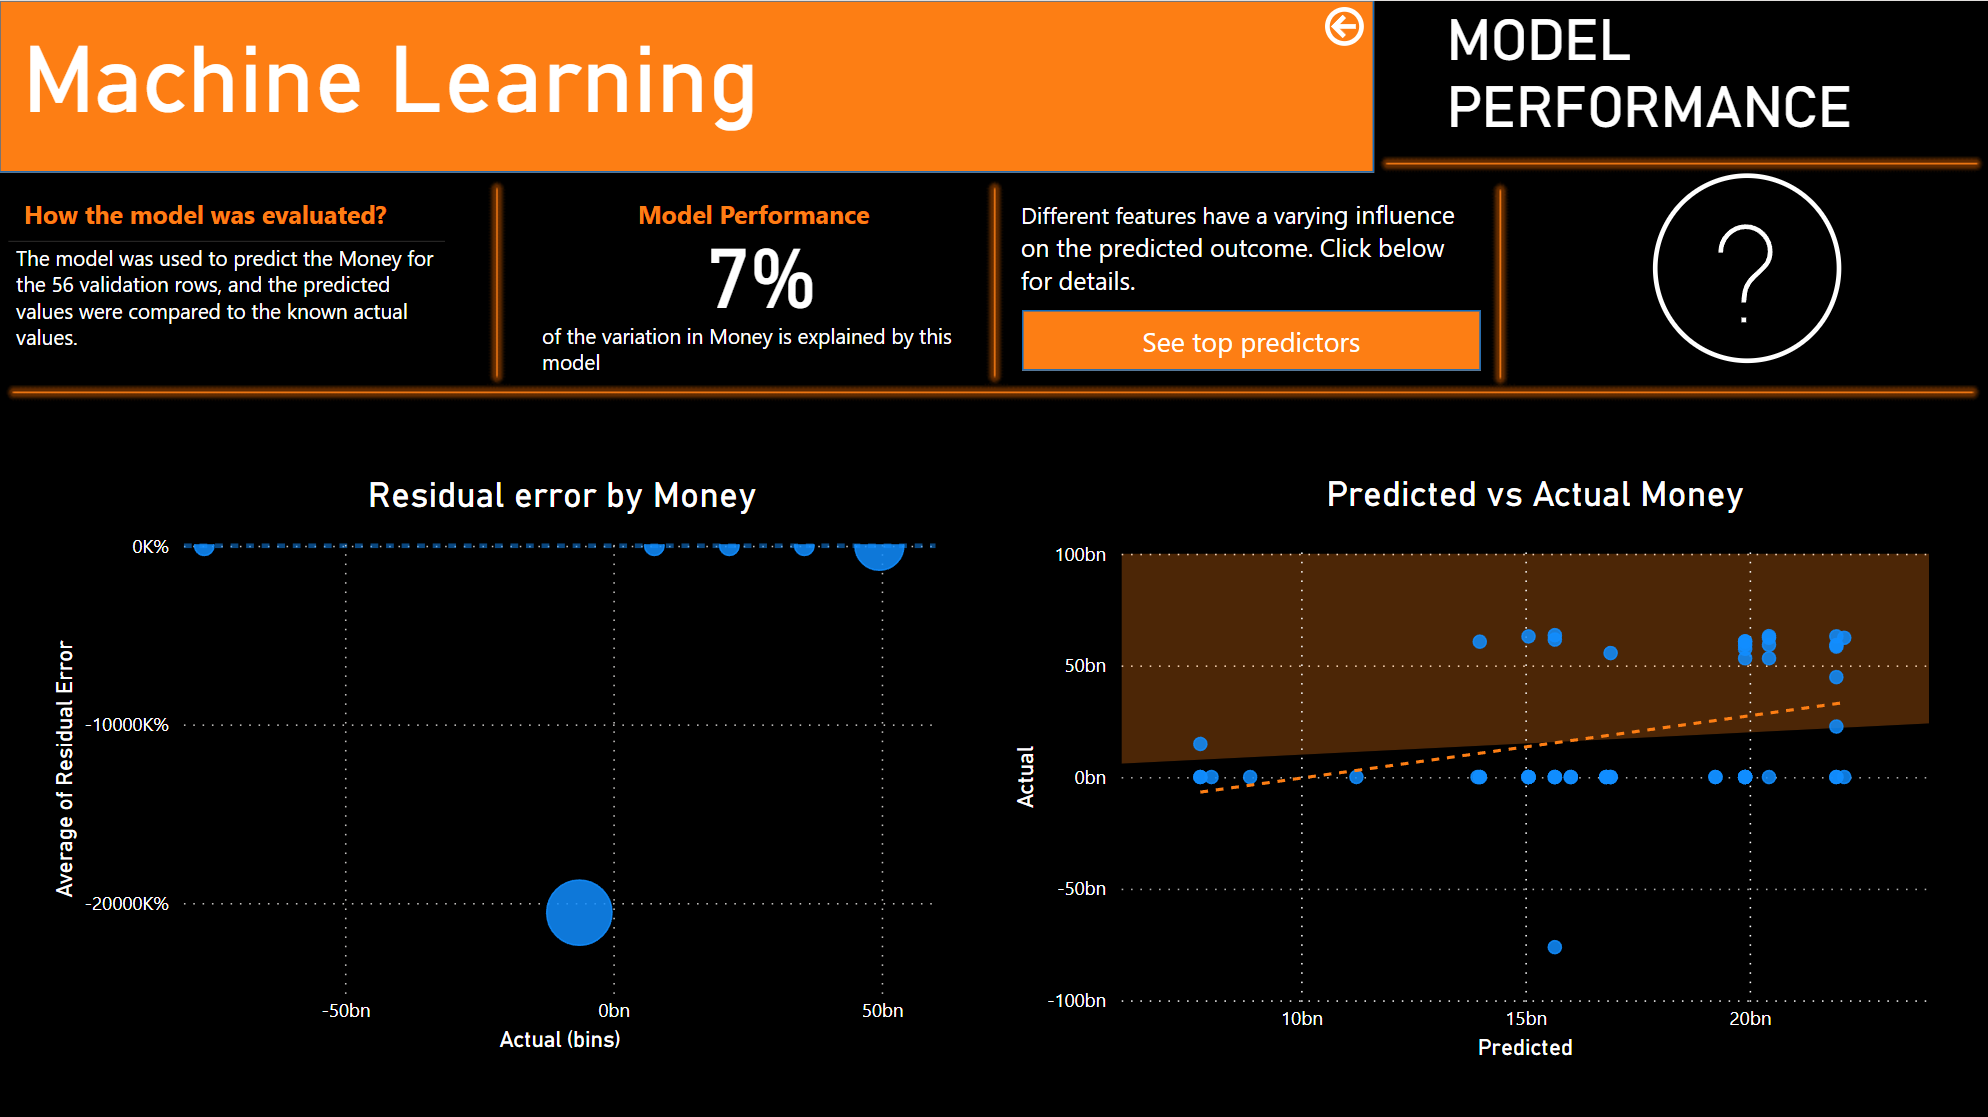 Machine Learning
MODEL
PERFORMANCE
How the model was evaluated?
The model was used to predict the Money for
the 56 validation rows, and the predicted
values were compared to the known actual
values.
Model Performance
7%
of the variation in Money is explained by this
model
Different features have a varying influence
on the predicted outcome. Click below
for details.
See top predictors
?
Residual error by Money
0K%
-10000K%
-20000K%
Average of Residual Error
-50bn
0bn
50bn
Actual (bins)
Predicted vs Actual Money
100bn
50bn
0bn
-50bn
-100bn
Actual
10bn
15bn
20bn
Predicted